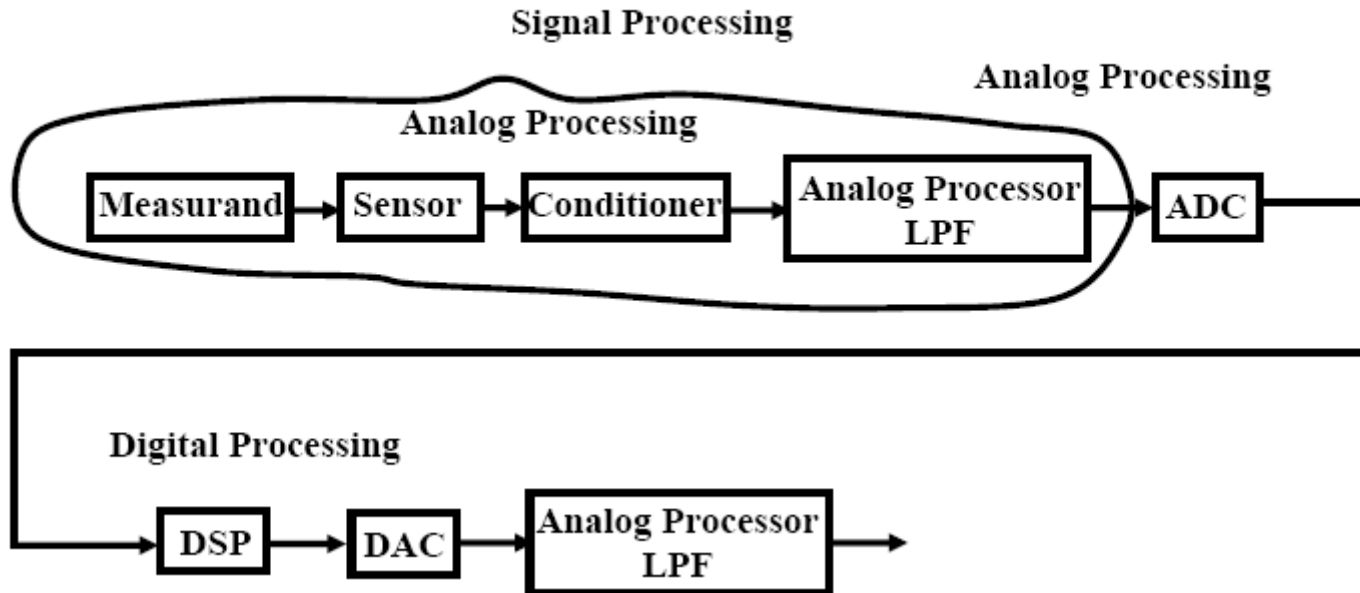 Signal Processing
Analog Processing
Analog Processing
Measurand
Sensor
Conditioner
Analog Processor
LPF
ADC
Digital Processing
DSP
DAC
Analog Processor
LPF